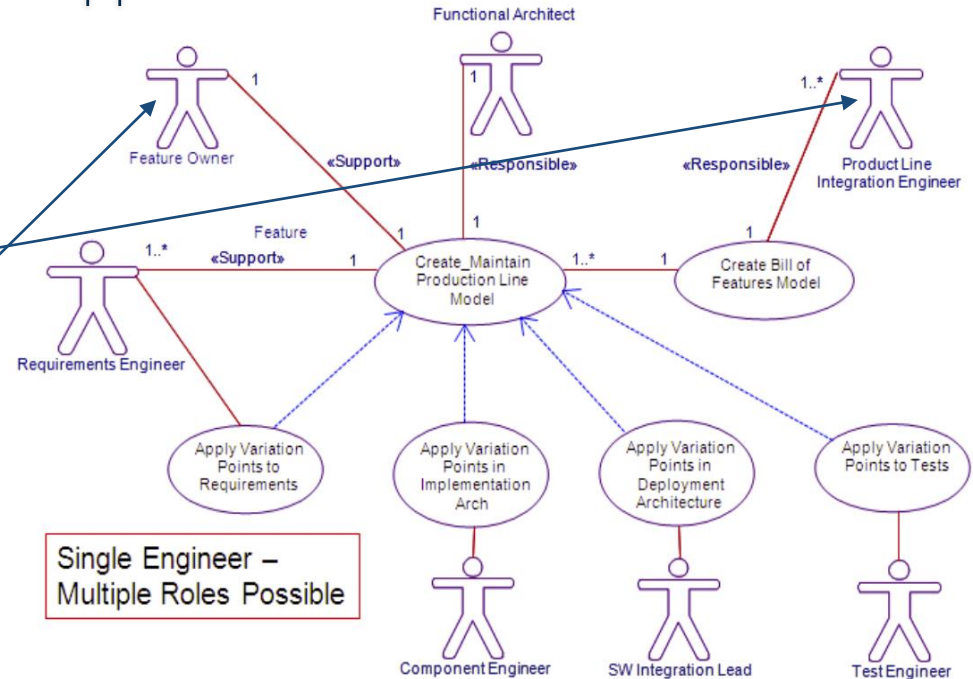 Functional Architect
1
1
1..*
Feature Owner
«Support»
«Responsible»
«Responsible»
Product Line
Integration Engineer
Feature
1..*
«Support»
1
1
1
1
Create_Maintain
Production Line
Model
1..*
1
Create Bill of
Features Model
Requirements Engineer
Apply Variation
Points to
Requirements
Apply Variation
Points in
Implementation
Arch
Apply Variation
Points in
Deployment
Architecture
Apply Variation
Points to Tests
Single Engineer –
Multiple Roles Possible
Component Engineer
SW Integration Lead
Test Engineer